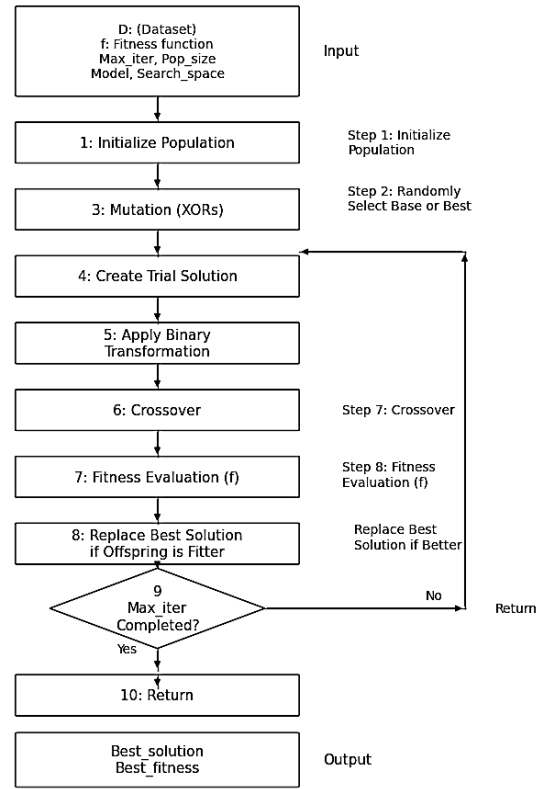 D: (Dataset)
f: Fitness function
Max_iter, Pop_size
Model, Search_space
Input
1: Initialize Population
Step 1: Initialize
Population
3: Mutation (XORs)
Step 2: Randomly
Select Base or Best
4: Create Trial Solution
5: Apply Binary
Transformation
6: Crossover
Step 7: Crossover
7: Fitness Evaluation (f)
Step 8: Fitness
Evaluation (f)
8: Replace Best Solution
if Offspring is Fitter
Replace Best
Solution if Better
9
Max_iter
Completed?
No
Return
Yes
10: Return
Best_solution
Best_fitness
Output